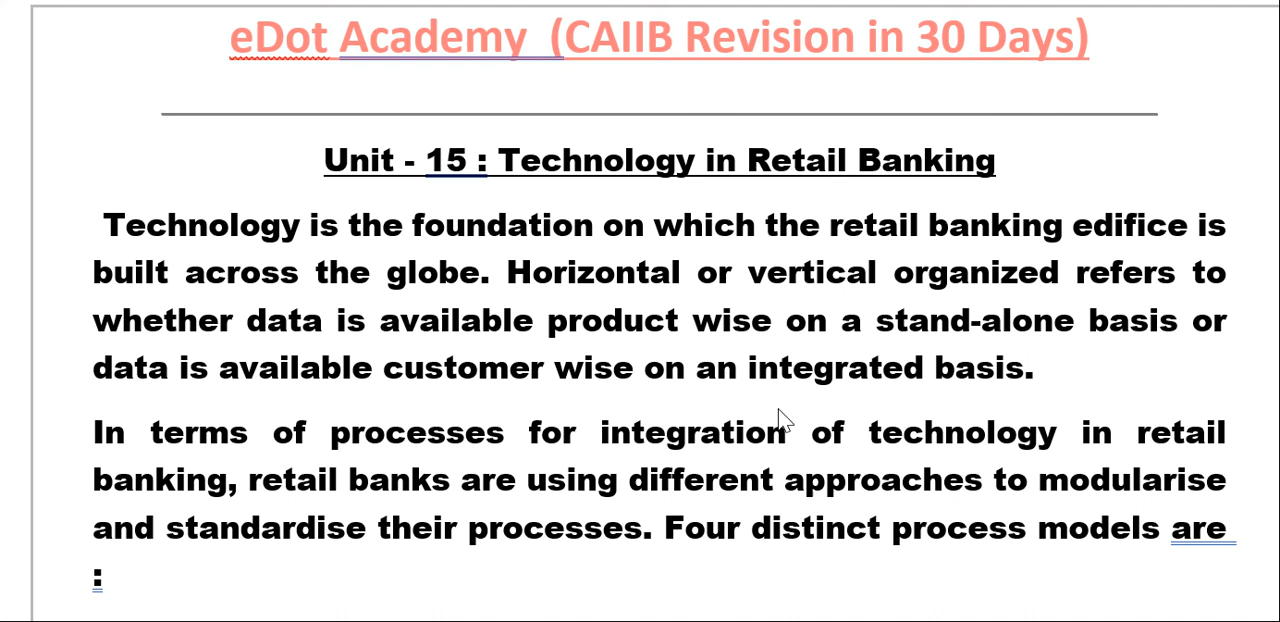 eDot Academy (CAIIB Revision in 30 Days)
Unit - 15 : Technology in Retail Banking
Technology is the foundation on which the retail banking edifice is
built across the globe. Horizontal or vertical organized refers to
whether data is available product wise on a stand-alone basis or
data is available customer wise on an integrated basis.
In terms of processes for integration of technology in retail
banking, retail banks are using different approaches to modularise
and standardise their processes. Four distinct process models are
: